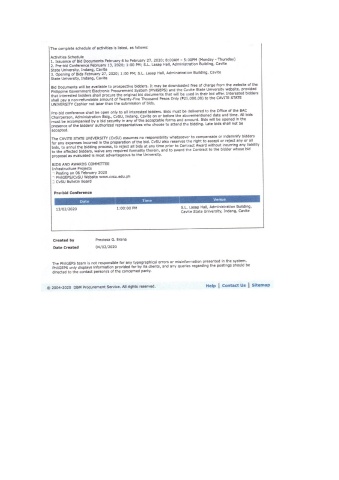 The complete schedule of activities is listed, as follows:
Activities Schedule
1. Issuance of Bid Documents February 6 to February 27, 2020; 8:00AM – 5:30PM (Monday - Thursday)
2. Pre-bid Conference February 13, 2020; 1:00 PM; S.L. Lasap Hall, Administration Building, Cavite
State University, Indang, Cavite
3. Opening of Bids February 27, 2020; 1:00 PM; S.L. Lasap Hall, Administration Building, Cavite
State University, Indang, Cavite
Bid Documents will be available to prospective bidders. It may be downloaded free of charge from the website of the
Philippine Government Electronic Procurement System (PhilGEPS) and the Cavite State University website, provided
that interested bidders shall procure the original bid documents that will be used in their bid offer. Interested bidders
shall pay a non-refundable amount of Twenty-Five Thousand Pesos Only (P25,000.00) to the CAVITE STATE
UNIVERSITY Cashier not later than the submission of bids.
Pre bid conference shall be open only to all interested bidders. Bids must be delivered to the Office of the BAC
Chairperson, Administration Bldg., CvSU, Indang, Cavite on or before the abovementioned date and time. All bids
must be accompanied by a bid security in any of the acceptable forms and amount. Bids will be opened in the
presence of the bidders' authorized representatives who choose to attend the bidding. Late bids shall not be
accepted.
The CAVITE STATE UNIVERSITY (CvSU) assumes no responsibility whatsoever to compensate or indemnify bidders
for any expenses incurred in the preparation of the bid. CvSU also reserves the right to accept or reject any or all
bids, to annul the bidding process, to reject all bids at any time prior to Contract Award without incurring any liability
to the affected bidders, waive any required formality therein, and to award the Contract to the bidder whose
proposal as evaluated is most advantageous to the University.
BIDS AND AWARDS COMMITTEE
Infrastructure Projects
Posting on 06 February 2020
PhilGEPS/CvSU Website www.cvsu.edu.ph
CvSU Bulletin Board
Pre-bid Conference
Date Time Venue
13/02/2020 1:00:00 PM S.L. Lasap Hall, Administration Building,
Cavite State University, Indang, Cavite
Created by
Date Created 04/02/2020
The PhilGEPS team is not responsible for any typographical errors or misinformation presented in the system.
PhilGEPS only displays information provided for by its clients, and any queries regarding the postings should be
directed to the contact person/s of the concerned party.
© 2004-2020 DBM Procurement Service. All rights reserved. Help | Contact Us | Sitemap